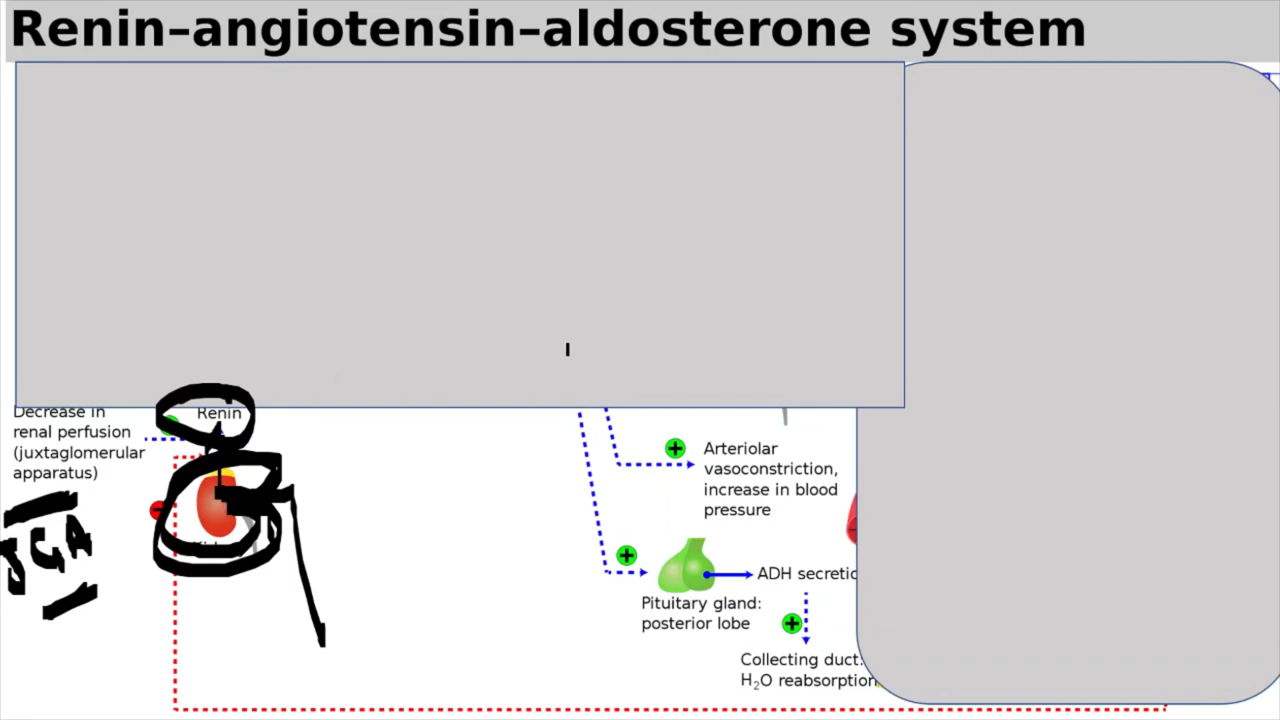 Renin–angiotensin–aldosterone system
Decrease in
renal perfusion
(juxtaglomerular
apparatus)
Renin
JGA
Arteriolar
vasoconstriction,
increase in blood
pressure
ADH secretio
Pituitary gland:
posterior lobe
Collecting duct:
H₂O reabsorption